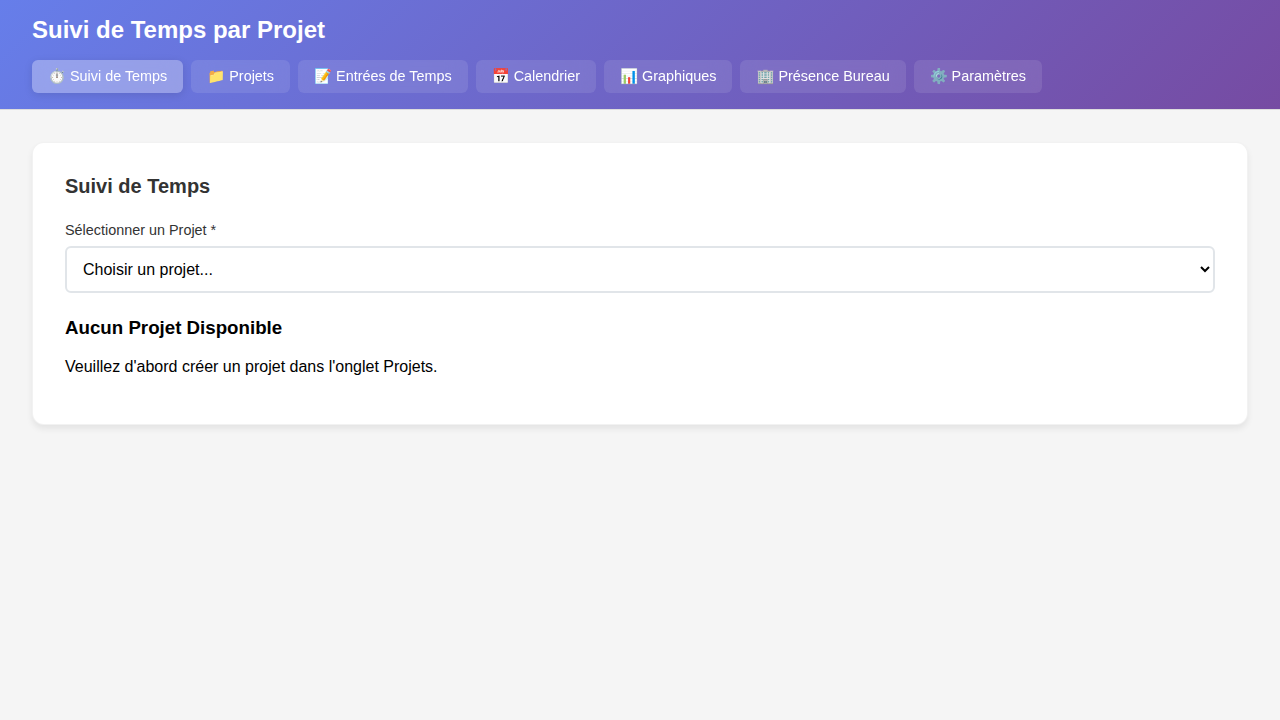 Suivi de Temps par Projet
⏱️ Suivi de Temps
📁 Projets
📝 Entrées de Temps
📅 Calendrier
📊 Graphiques
🏢 Présence Bureau
⚙️ Paramètres
Suivi de Temps
Sélectionner un Projet *
Choisir un projet...
Aucun Projet Disponible
Veuillez d'abord créer un projet dans l'onglet Projets.